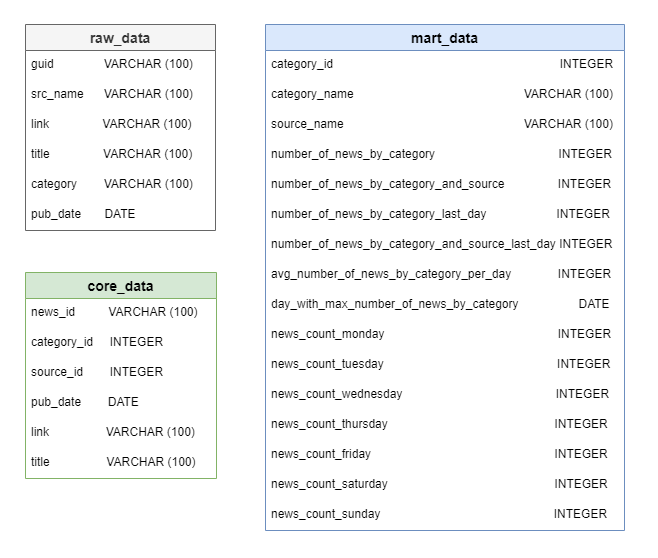 raw_data
guid VARCHAR (100)
src_name VARCHAR (100)
link VARCHAR (100)
title VARCHAR (100)
category VARCHAR (100)
pub_date DATE
core_data
news_id VARCHAR (100)
category_id INTEGER
source_id INTEGER
pub_date DATE
link VARCHAR (100)
title VARCHAR (100)
mart_data
category_id INTEGER
category_name VARCHAR (100)
source_name VARCHAR (100)
number_of_news_by_category INTEGER
number_of_news_by_category_and_source INTEGER
number_of_news_by_category_last_day INTEGER
number_of_news_by_category_and_source_last_day INTEGER
avg_number_of_news_by_category_per_day INTEGER
day_with_max_number_of_news_by_category DATE
news_count_monday INTEGER
news_count_tuesday INTEGER
news_count_wednesday INTEGER
news_count_thursday INTEGER
news_count_friday INTEGER
news_count_saturday INTEGER
news_count_sunday INTEGER